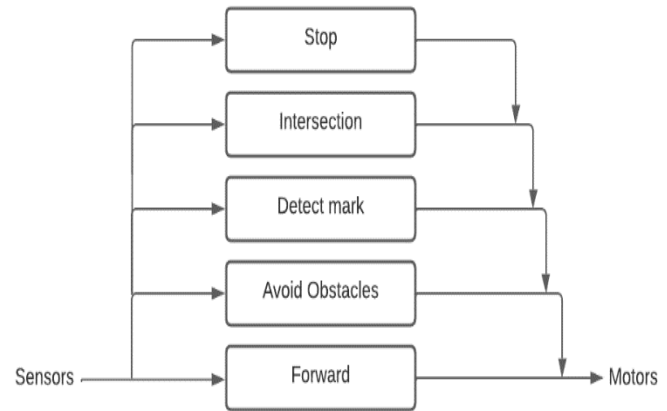 Stop
Intersection
Detect mark
Avoid Obstacles
Sensors
Forward
Motors